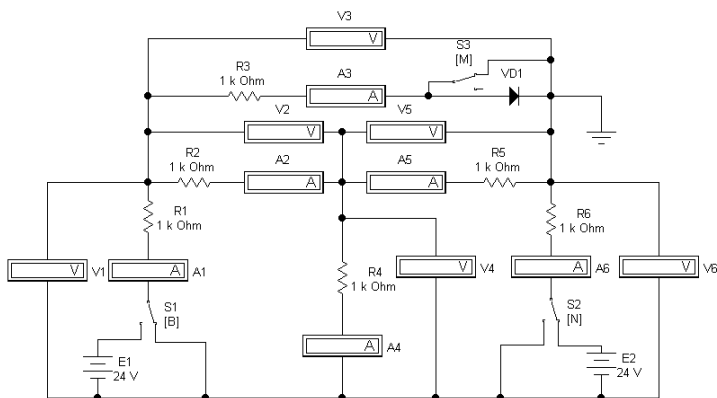 V3
V
S3
[M]
R3
1 k Ohm
A3
A
VD1
V2
V
V5
V
R2
1 k Ohm
A2
A
A5
A
R5
1 k Ohm
R1
1 k Ohm
R6
1 k Ohm
V
V1
A
A1
R4
1 k Ohm
V
V4
A
A6
V
V6
S1
[B]
S2
[N]
A
A4
E1
24 V
E2
24 V